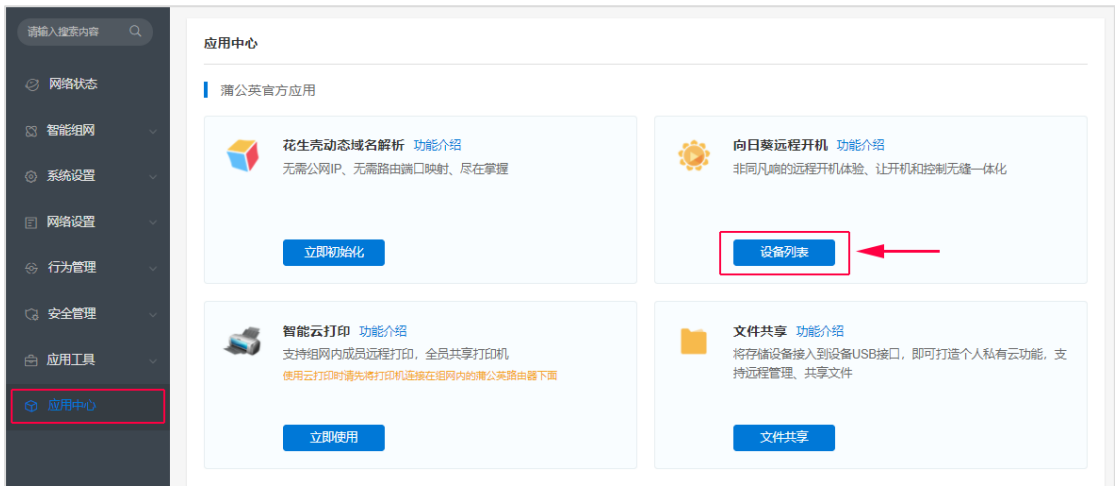 请输入搜索内容
网络状态
智能组网
系统设置
网络设置
行为管理
安全管理
应用工具
应用中心
应用中心
蒲公英官方应用
花生壳动态域名解析 功能介绍
无需公网IP、无需路由端口映射、尽在掌握
立即初始化
向日葵远程开机 功能介绍
非同凡响的远程开机体验、让开机和控制无缝一体化
设备列表
智能云打印 功能介绍
支持组网内成员远程打印，全员共享打印机
使用云打印时请先将打印机连接在组网内的蒲公英路由器下面
立即使用
文件共享 功能介绍
将存储设备接入到设备USB接口，即可打造个人私有云功能，支
持远程管理、共享文件
文件共享